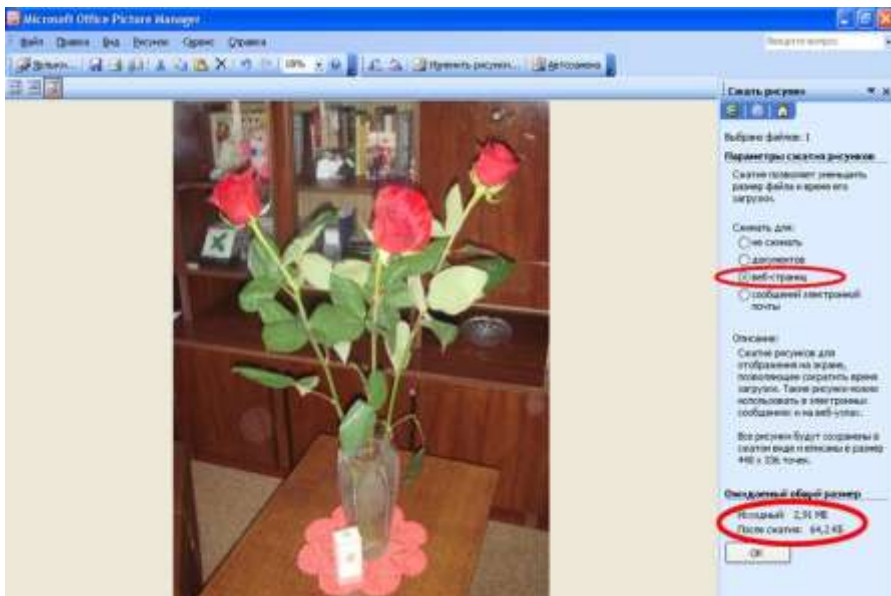 Microsoft Office Picture Manager
Файл Правка Вид Рисунок Сервис Справка
Введите вопрос
Изменить рисунок... Автозамена
Сжать рисунки
Выбрано файлов: 1
Параметры сжатия рисунков
Сжатие позволяет уменьшить
размер файла и время его
загрузки.
Сжимать для:
не сжимать
документов
веб-страниц
сообщений электронной
почты
Описание:
Сжатие рисунков для
отображения на экране,
позволяющее сократить время
загрузки. Такие рисунки можно
использовать в электронных
сообщениях и на веб-узлах.
Все рисунки будут сохранены в
сжатом виде и вписаны в размер
448 x 336 точек.
Ожидаемый общий размер
Исходный: 2,91 МБ
После сжатия: 64,2 КБ
ОК